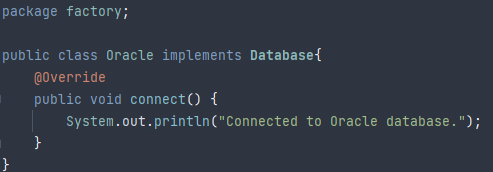 package factory;
public class Oracle implements Database{
@Override
public void connect() {
System.out.println("Connected to Oracle database.");
}
}